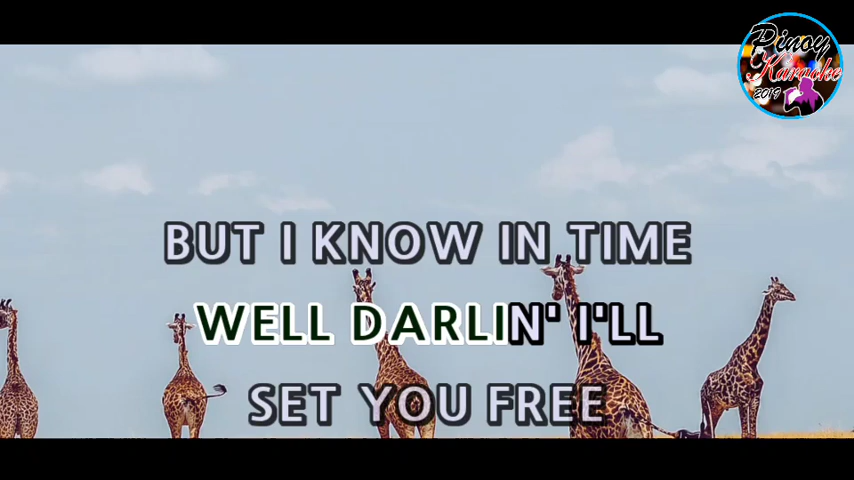 Pinoy
Karaoke
2019
BUT I KNOW IN TIME
WELL DARLIN' I'LL
SET YOU FREE